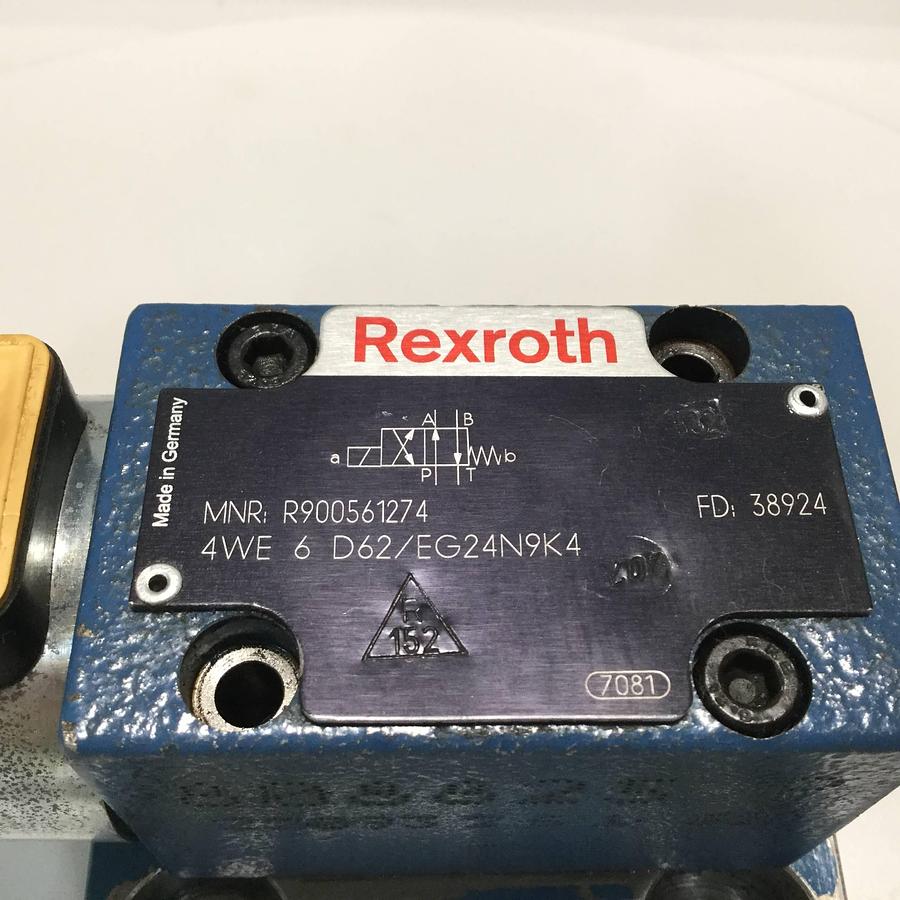 Rexroth
Made in Germany
A B
a b
P T
MNR: R900561274
FD: 38924
4WE 6 D62/EG24N9K4
152
7081